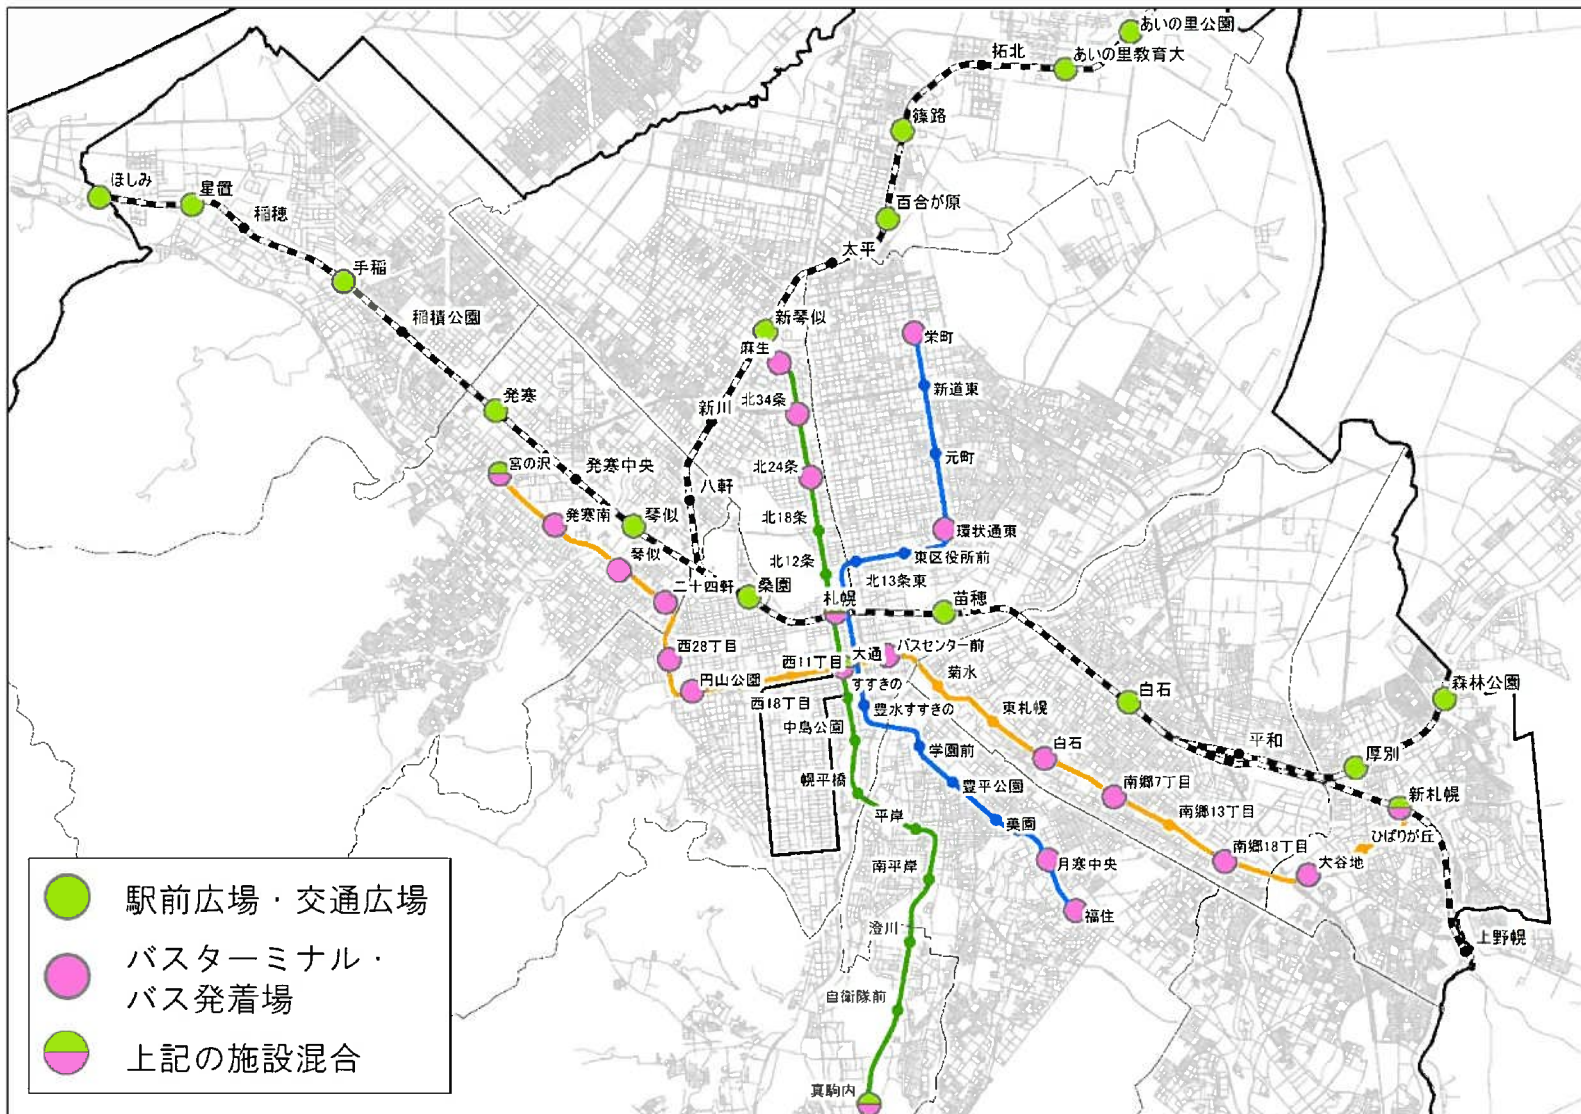 あいの里公園
拓北
あいの里教育大
篠路
ほしみ
星置
稲穂
百合が原
太平
手稲
稲積公園
新琴似
麻生
栄町
新道東
発寒
新川
北34条
宮の沢
発寒中央
八軒
北24条
元町
発寒南
琴似
北18条
環状通東
琴似
北12条
東区役所前
北13条東
二十四軒
桑園
札幌
苗穂
西28丁目
西11丁目
大通
バスセンター前
円山公園
すすきの
菊水
西18丁目
豊水すすきの
東札幌
白石
森林公園
中島公園
学園前
白石
平和
厚別
幌平橋
豊平公園
南郷7丁目
新札幌
平岸
美園
南郷13丁目
ひばりが丘
南平岸
月寒中央
南郷18丁目
大谷地
福住
澄川
上野幌
自衛隊前
真駒内
駅前広場・交通広場
バスターミナル・
バス発着場
上記の施設混合